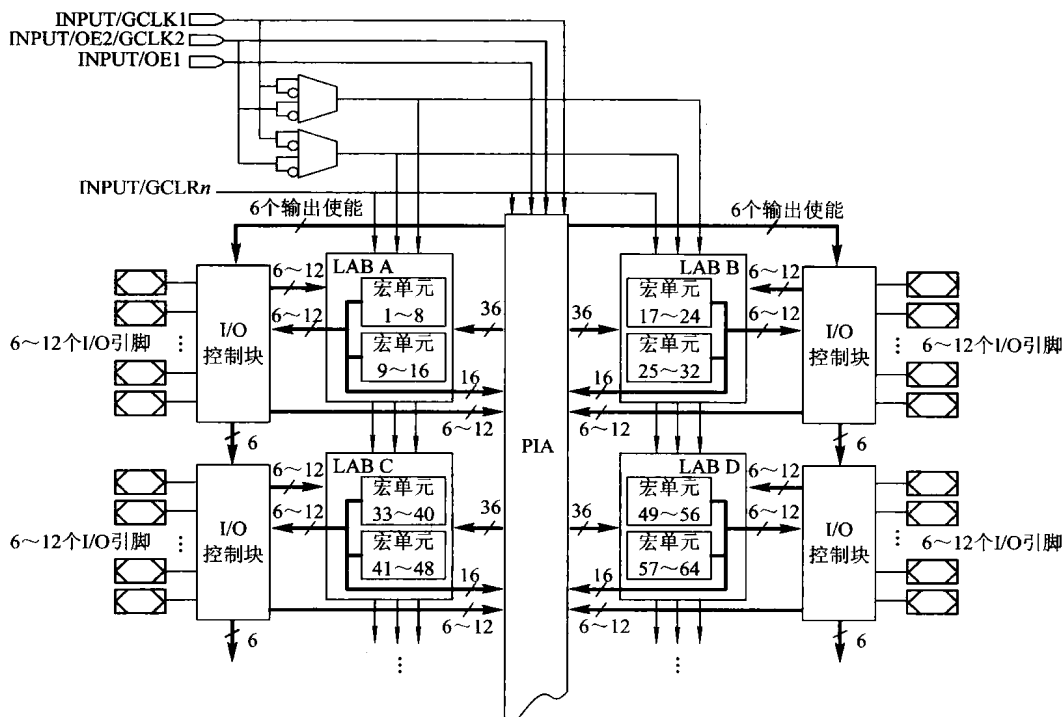 INPUT/GCLK1
INPUT/OE2/GCLK2
INPUT/OE1
INPUT/GCLRn
6个输出使能
6个输出使能
LAB A
宏单元
1～8
宏单元
9～16
6～12
6～12
36
16
6～12
I/O
控制块
6～12个I/O引脚
⋮
6
PIA
LAB B
宏单元
17～24
宏单元
25～32
6～12
6～12
36
16
6～12
I/O
控制块
6～12个I/O引脚
⋮
6
LAB C
宏单元
33～40
宏单元
41～48
6～12
6～12
36
16
6～12
I/O
控制块
6～12个I/O引脚
⋮
6
⋮
LAB D
宏单元
49～56
宏单元
57～64
6～12
6～12
36
16
6～12
I/O
控制块
6～12个I/O引脚
⋮
6
⋮